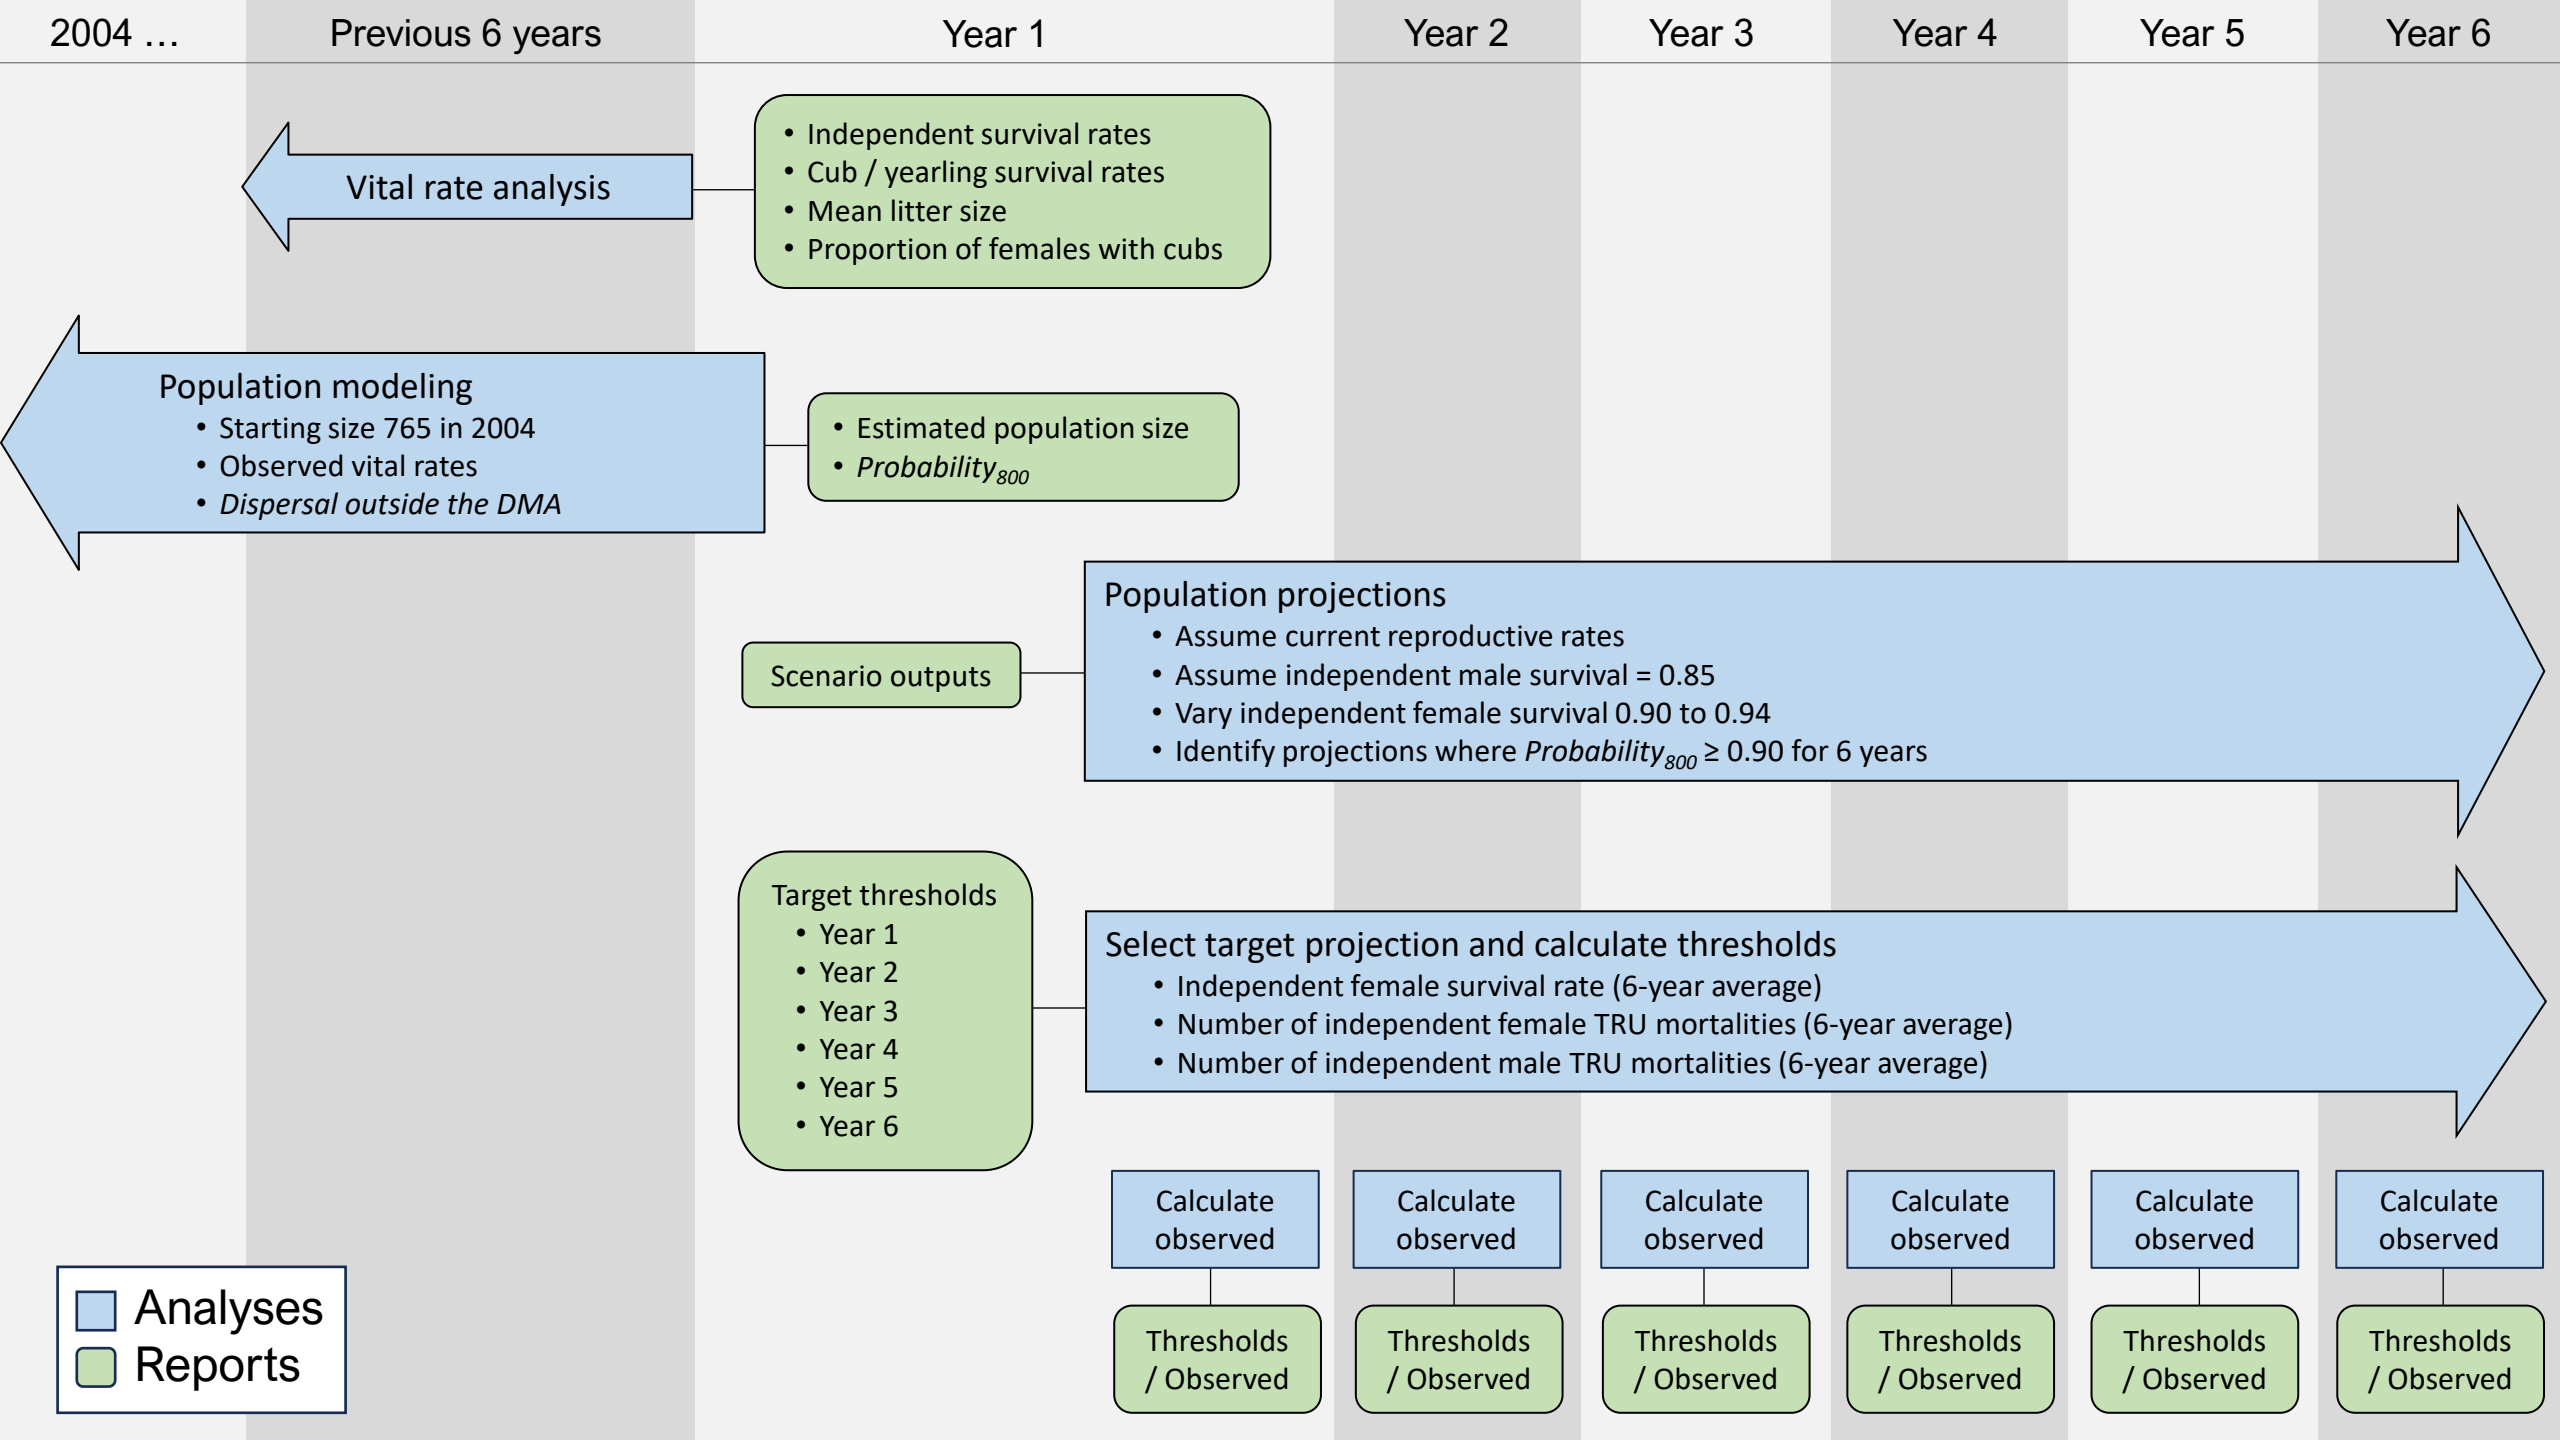 2004 …
Previous 6 years
Year 1
Year 2
Year 3
Year 4
Year 5
Year 6
Vital rate analysis
• Independent survival rates
• Cub / yearling survival rates
• Mean litter size
• Proportion of females with cubs
Population modeling
• Starting size 765 in 2004
• Observed vital rates
• Dispersal outside the DMA
• Estimated population size
• Probability800
Scenario outputs
Population projections
• Assume current reproductive rates
• Assume independent male survival = 0.85
• Vary independent female survival 0.90 to 0.94
• Identify projections where Probability800 ≥ 0.90 for 6 years
Target thresholds
• Year 1
• Year 2
• Year 3
• Year 4
• Year 5
• Year 6
Select target projection and calculate thresholds
• Independent female survival rate (6-year average)
• Number of independent female TRU mortalities (6-year average)
• Number of independent male TRU mortalities (6-year average)
Calculate
observed
Calculate
observed
Calculate
observed
Calculate
observed
Calculate
observed
Calculate
observed
Thresholds
/ Observed
Thresholds
/ Observed
Thresholds
/ Observed
Thresholds
/ Observed
Thresholds
/ Observed
Thresholds
/ Observed
Analyses
Reports